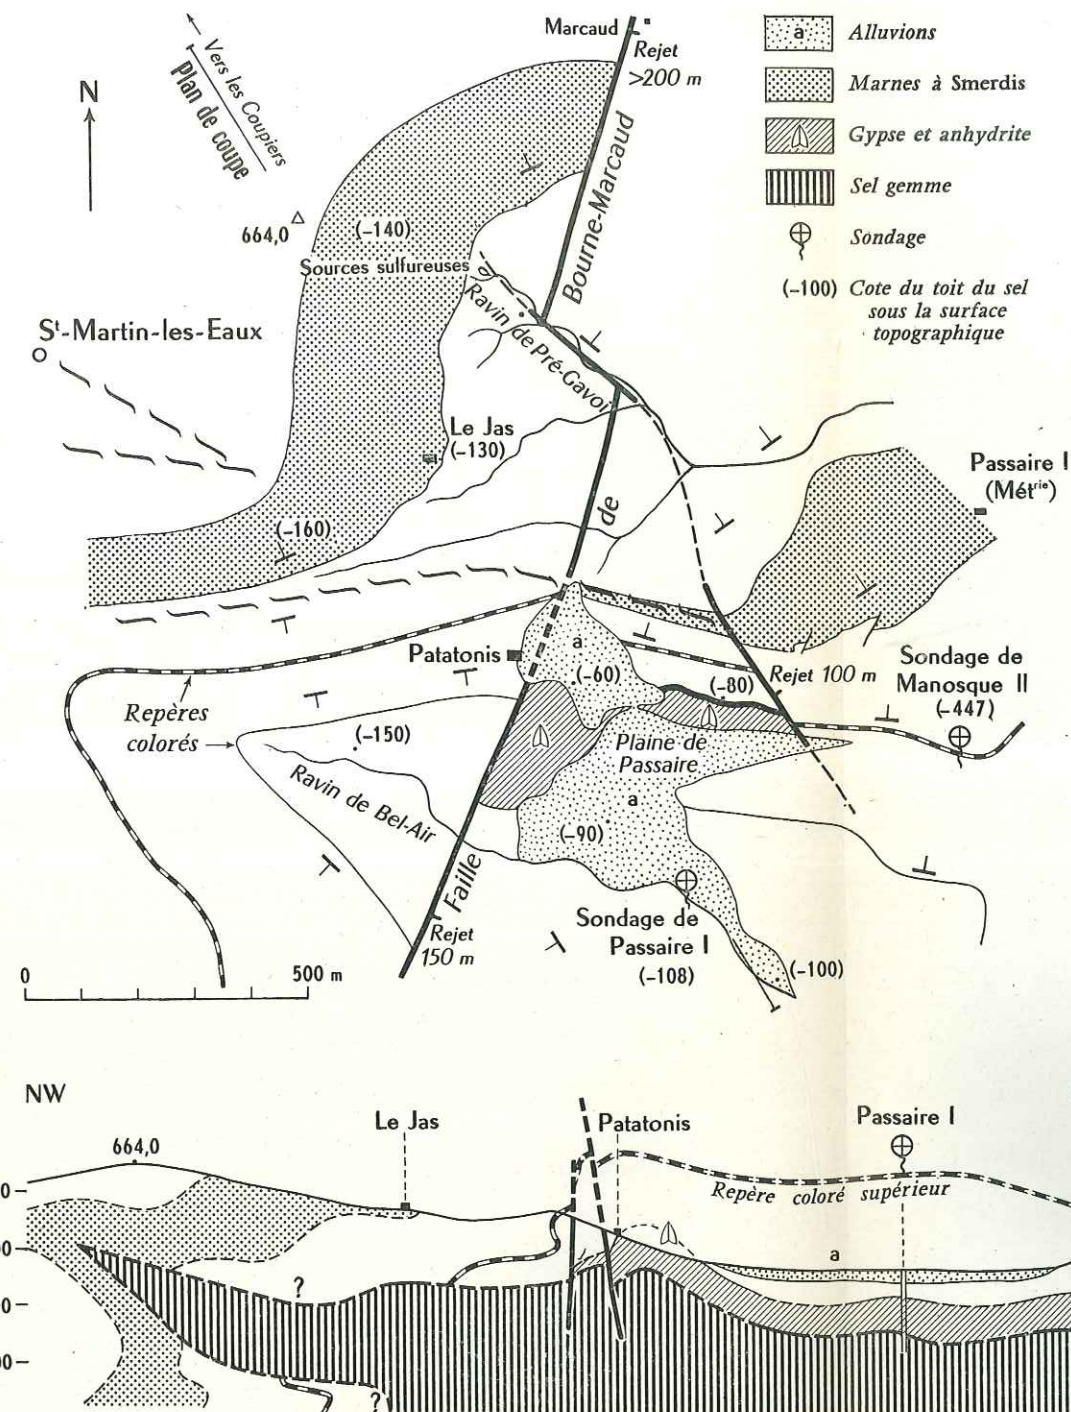 Marcaud
Rejet
>200 m
N
Vers les Coupiers
Plan de coupe
a Alluvions
Marnes à Smerdis
Gypse et anhydrite
Sel gemme
Sondage
(-100) Cote du toit du sel
sous la surface
topographique
664,0
(-140)
Sources sulfureuses
Ravin de Pré-Gavoi
Bourne-Marcaud
St-Martin-les-Eaux
Le Jas
(-130)
de
Passaire I
(Métrie)
(-160)
Patatonis
a
(-60)
(-80)
Rejet 100 m
Sondage de
Manosque II
(-447)
Repères
colorés
(-150)
Plaine de
Passaire
a
Ravin de Bel-Air
(-90)
Faille
Rejet
150 m
Sondage de
Passaire I
(-108)
(-100)
0 500 m
NW
664,0
Le Jas
Patatonis
Passaire I
Repère coloré supérieur
a
?
?